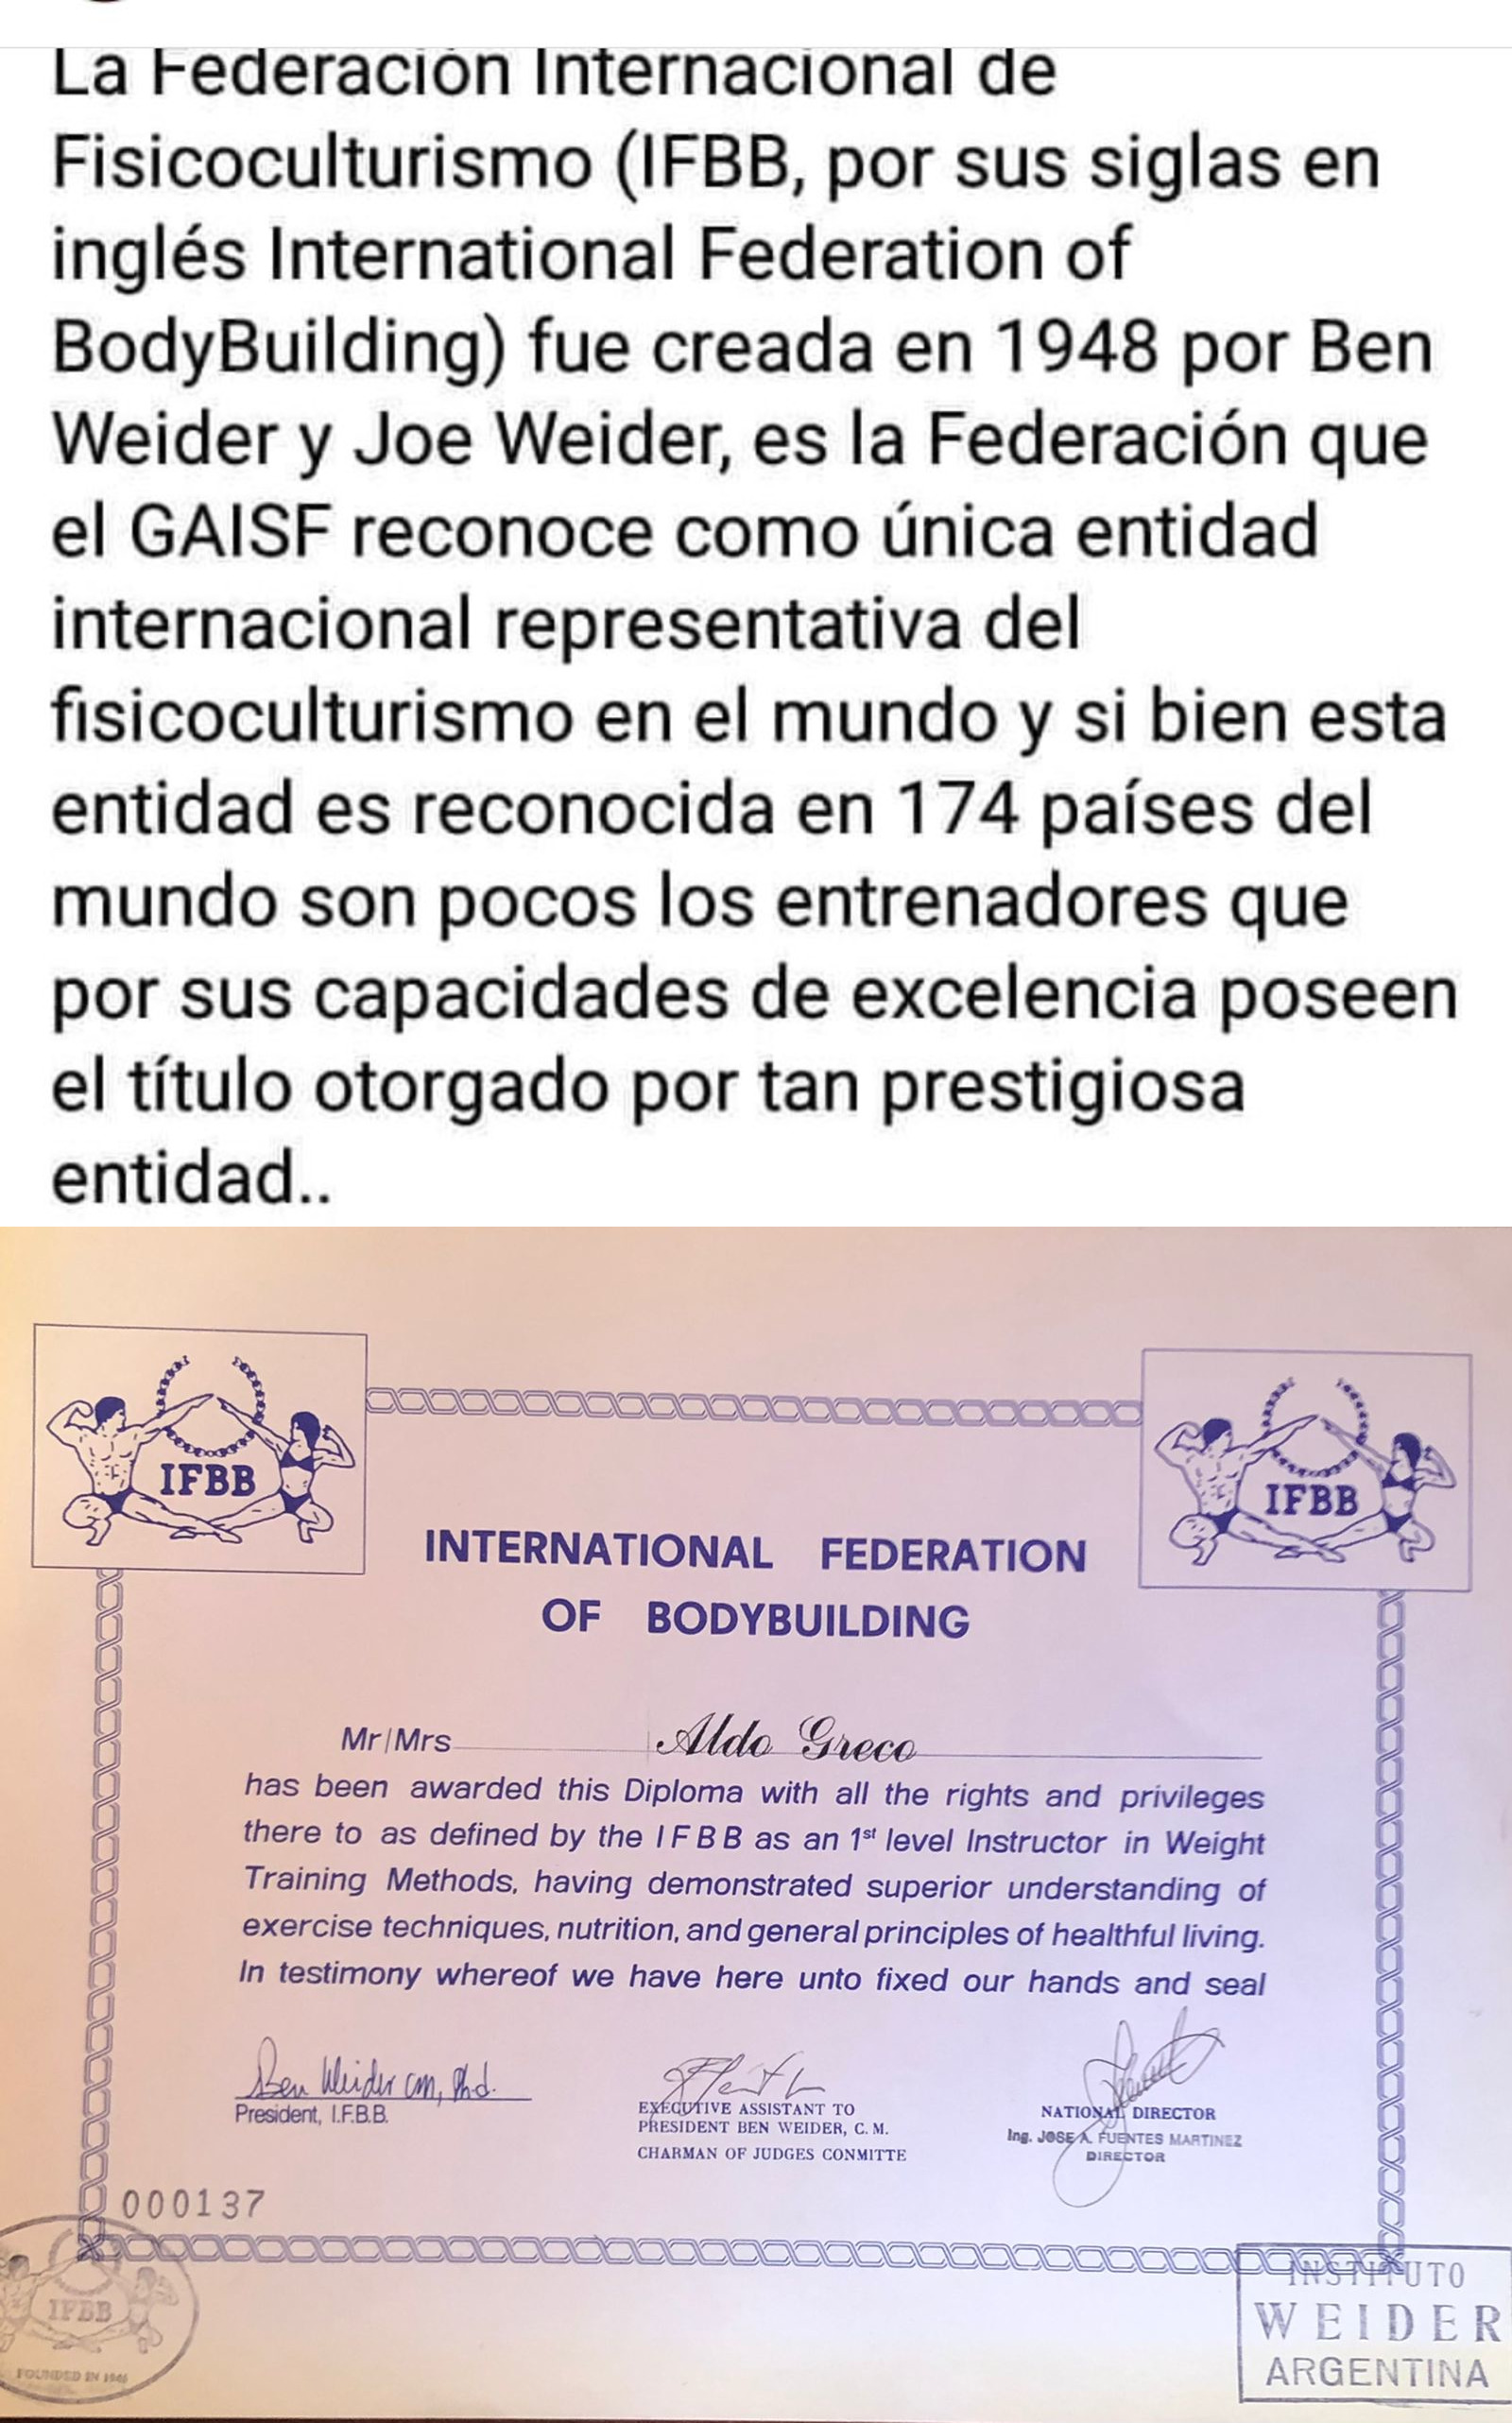 La Federación Internacional de
Fisicoculturismo (IFBB, por sus siglas en
inglés International Federation of
BodyBuilding) fue creada en 1948 por Ben
Weider y Joe Weider, es la Federación que
el GAISF reconoce como única entidad
internacional representativa del
fisicoculturismo en el mundo y si bien esta
entidad es reconocida en 174 países del
mundo son pocos los entrenadores que
por sus capacidades de excelencia poseen
el título otorgado por tan prestigiosa
entidad..
IFBB
IFBB
INTERNATIONAL FEDERATION
OF BODYBUILDING
Mr/Mrs Aldo Greco
has been awarded this Diploma with all the rights and privileges
there to as defined by the IFBB as an 1st level Instructor in Weight
Training Methods, having demonstrated superior understanding of
exercise techniques, nutrition, and general principles of healthful living.
In testimony whereof we have here unto fixed our hands and seal
Ben Weider cm, Ph.d.
President, I.F.B.B.
EXECUTIVE ASSISTANT TO
PRESIDENT BEN WEIDER, C. M.
CHARMAN OF JUDGES CONMITTE
NATIONAL DIRECTOR
Ing. JOSE A. FUENTES MARTINEZ
DIRECTOR
000137
IFBB
FOUNDED IN 1946
INSTITUTO
WEIDER
ARGENTINA